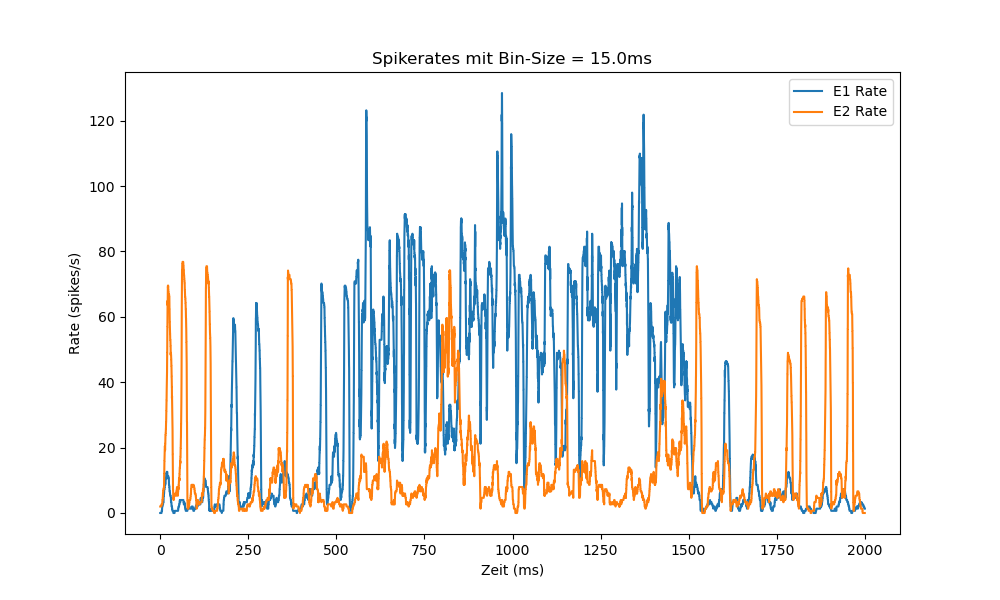 Spikerates mit Bin-Size = 15.0ms
E1 Rate
E2 Rate
Rate (spikes/s)
120
100
80
60
40
20
0
0 250 500 750 1000 1250 1500 1750 2000
Zeit (ms)